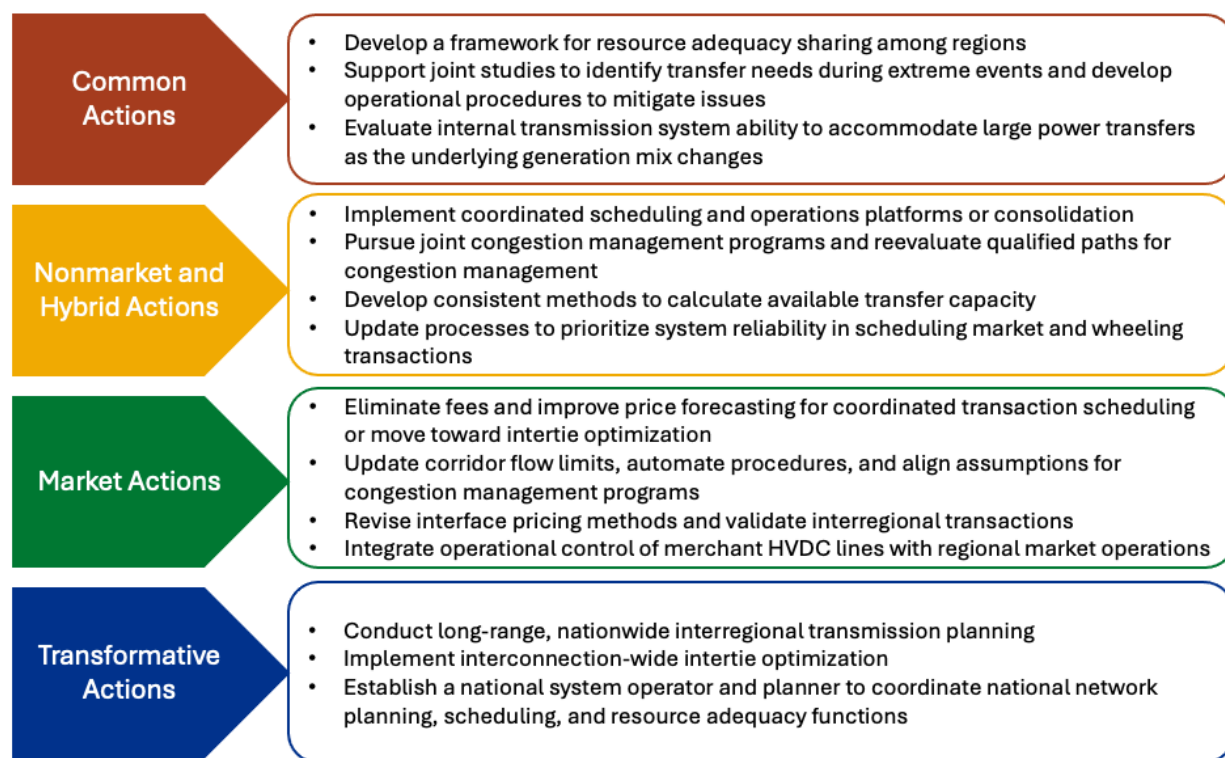 Common
Actions
• Develop a framework for resource adequacy sharing among regions
• Support joint studies to identify transfer needs during extreme events and develop
operational procedures to mitigate issues
• Evaluate internal transmission system ability to accommodate large power transfers
as the underlying generation mix changes
Nonmarket and
Hybrid Actions
• Implement coordinated scheduling and operations platforms or consolidation
• Pursue joint congestion management programs and reevaluate qualified paths for
congestion management
• Develop consistent methods to calculate available transfer capacity
• Update processes to prioritize system reliability in scheduling market and wheeling
transactions
Market Actions
• Eliminate fees and improve price forecasting for coordinated transaction scheduling
or move toward intertie optimization
• Update corridor flow limits, automate procedures, and align assumptions for
congestion management programs
• Revise interface pricing methods and validate interregional transactions
• Integrate operational control of merchant HVDC lines with regional market operations
Transformative
Actions
• Conduct long-range, nationwide interregional transmission planning
• Implement interconnection-wide intertie optimization
• Establish a national system operator and planner to coordinate national network
planning, scheduling, and resource adequacy functions